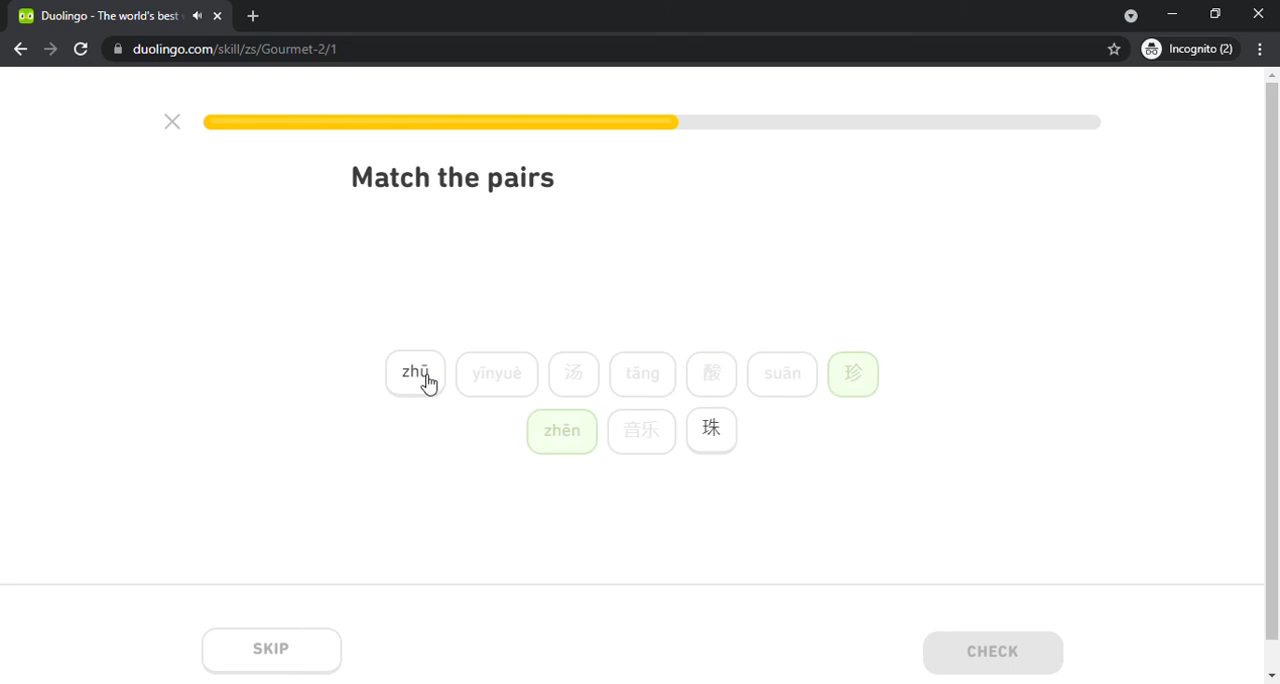 Duolingo - The world's best
duolingo.com/skill/zs/Gourmet-2/1
Incognito (2)
Match the pairs
zhū yīnyuè 汤 tāng 酸 suān 珍
zhēn 音乐 珠
SKIP
CHECK